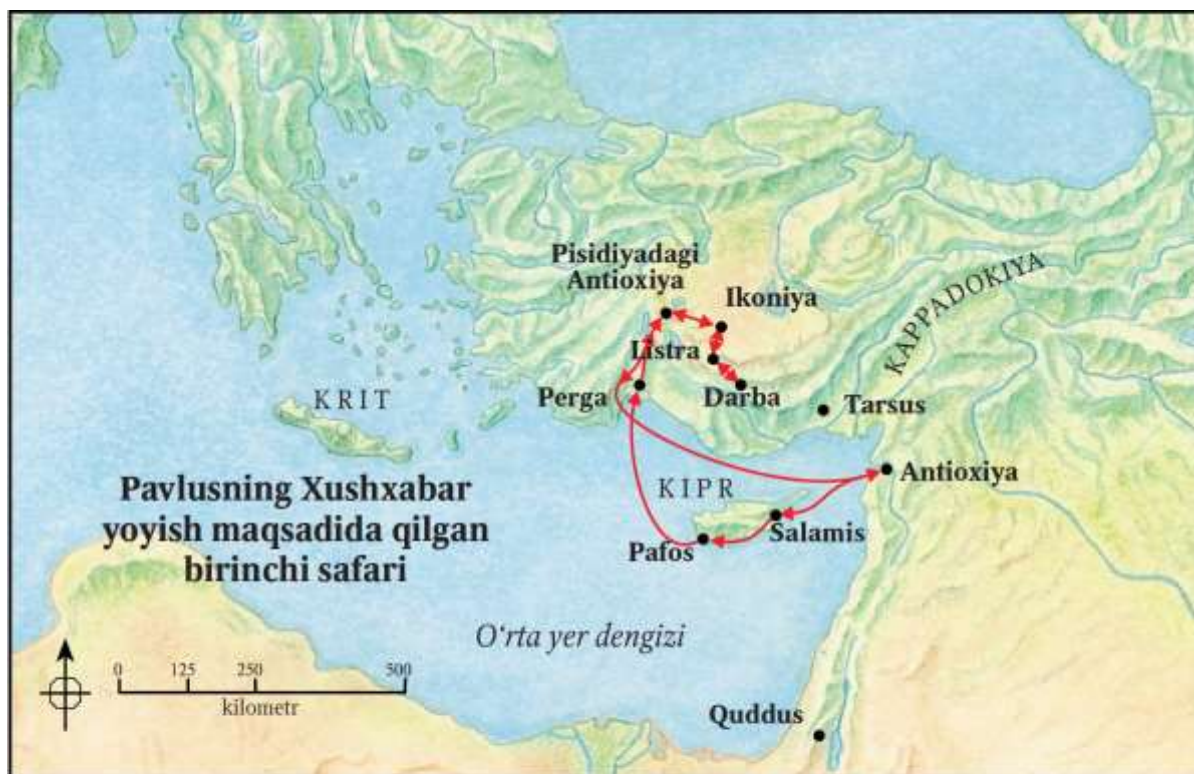 Pisidiyadagi
Antioxiya
Ikoniya
KAPPADOKIYA
Listra
Perga
Darba
Tarsus
KRIT
Antioxiya
KIPR
Pavlusning Xushxabar
yoyish maqsadida qilgan
birinchi safari
Salamis
Pafos
O‘rta yer dengizi
0 125 250 500
kilometr
Quddus